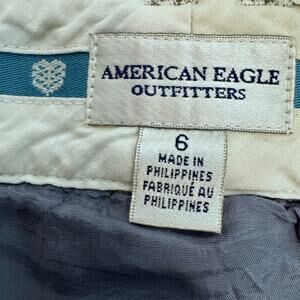 AMERICAN EAGLE
OUTFITTERS
6
MADE IN
PHILIPPINES
FABRIQUÉ AU
PHILIPPINES